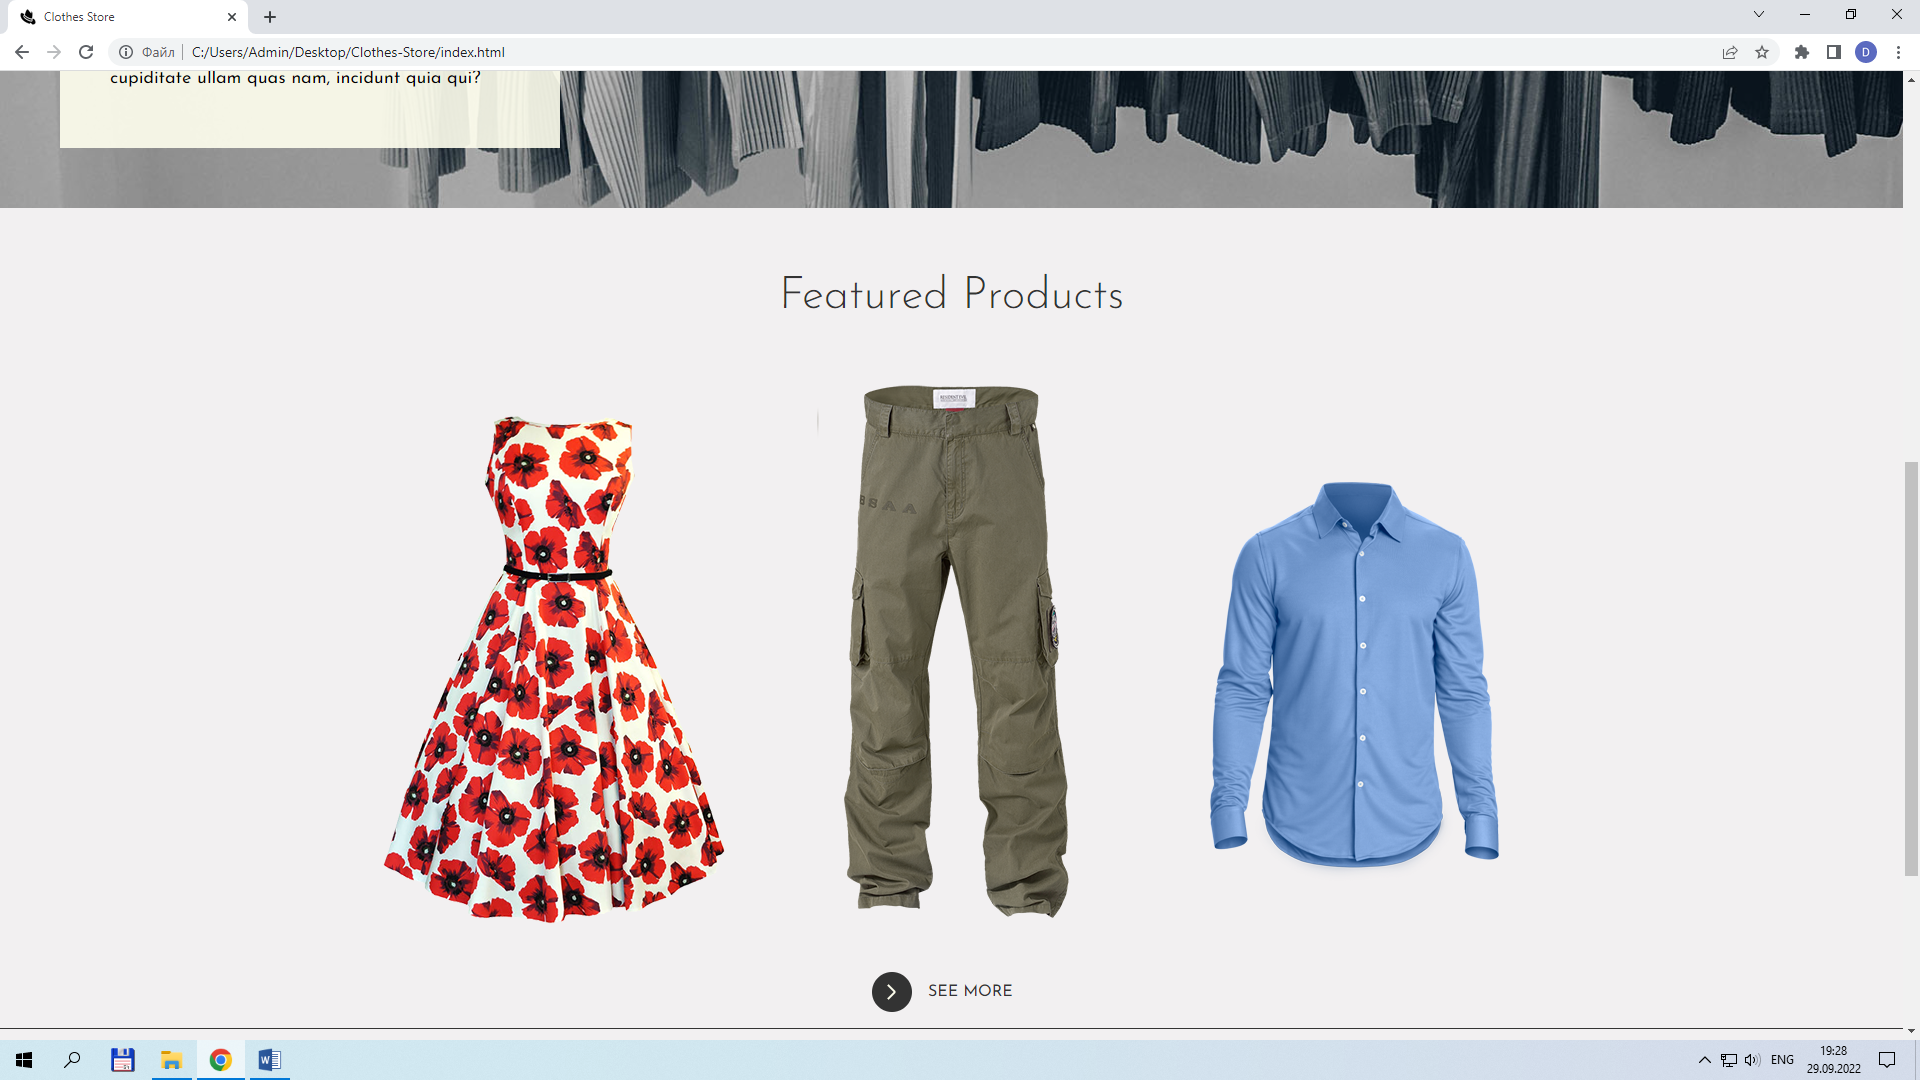 Clothes Store
Файл
C:/Users/Admin/Desktop/Clothes-Store/index.html
D
cupiditate ullam quas nam, incidunt quia qui?
Featured Products
SEE MORE
ENG
19:28
29.09.2022